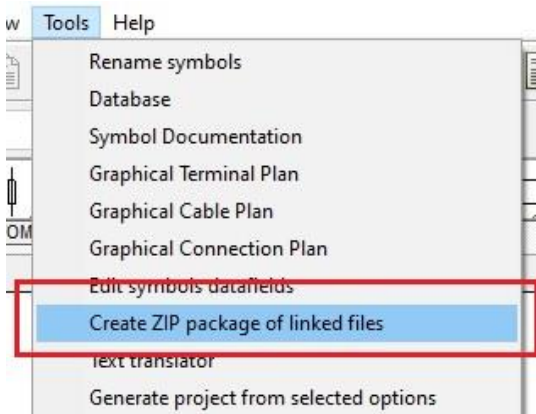 w Tools Help
Rename symbols
Database
Symbol Documentation
Graphical Terminal Plan
Graphical Cable Plan
OM
Graphical Connection Plan
Edit symbols datafields
Create ZIP package of linked files
Text translator
Generate project from selected options